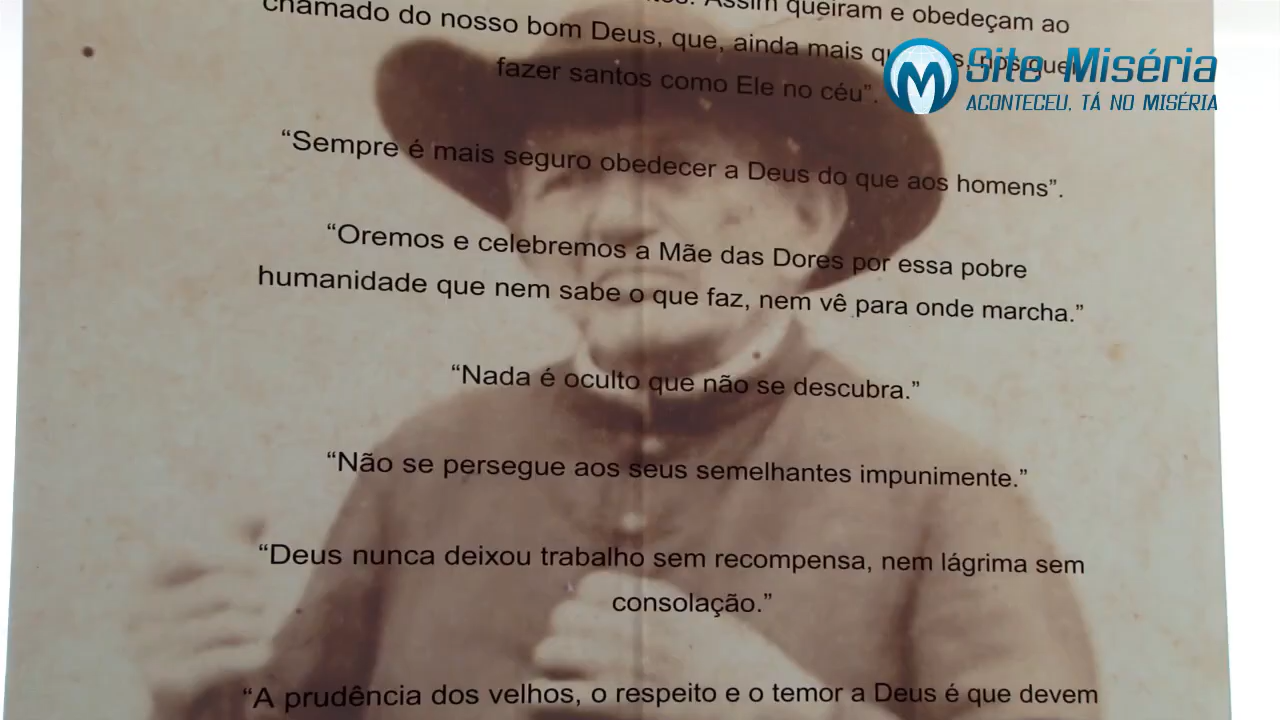 Assim queiram e obedeçam ao
chamado do nosso bom Deus, que, ainda mais
fazer santos como Ele no céu”.
“Sempre é mais seguro obedecer a Deus do que aos homens”.
“Oremos e celebremos a Mãe das Dores por essa pobre
humanidade que nem sabe o que faz, nem vê para onde marcha.”
“Nada é oculto que não se descubra.”
“Não se persegue aos seus semelhantes impunimente.”
“Deus nunca deixou trabalho sem recompensa, nem lágrima sem
consolação.”
“A prudência dos velhos, o respeito e o temor a Deus é que devem
Site Miséria
ACONTECEU, TÁ NO MISÉRIA